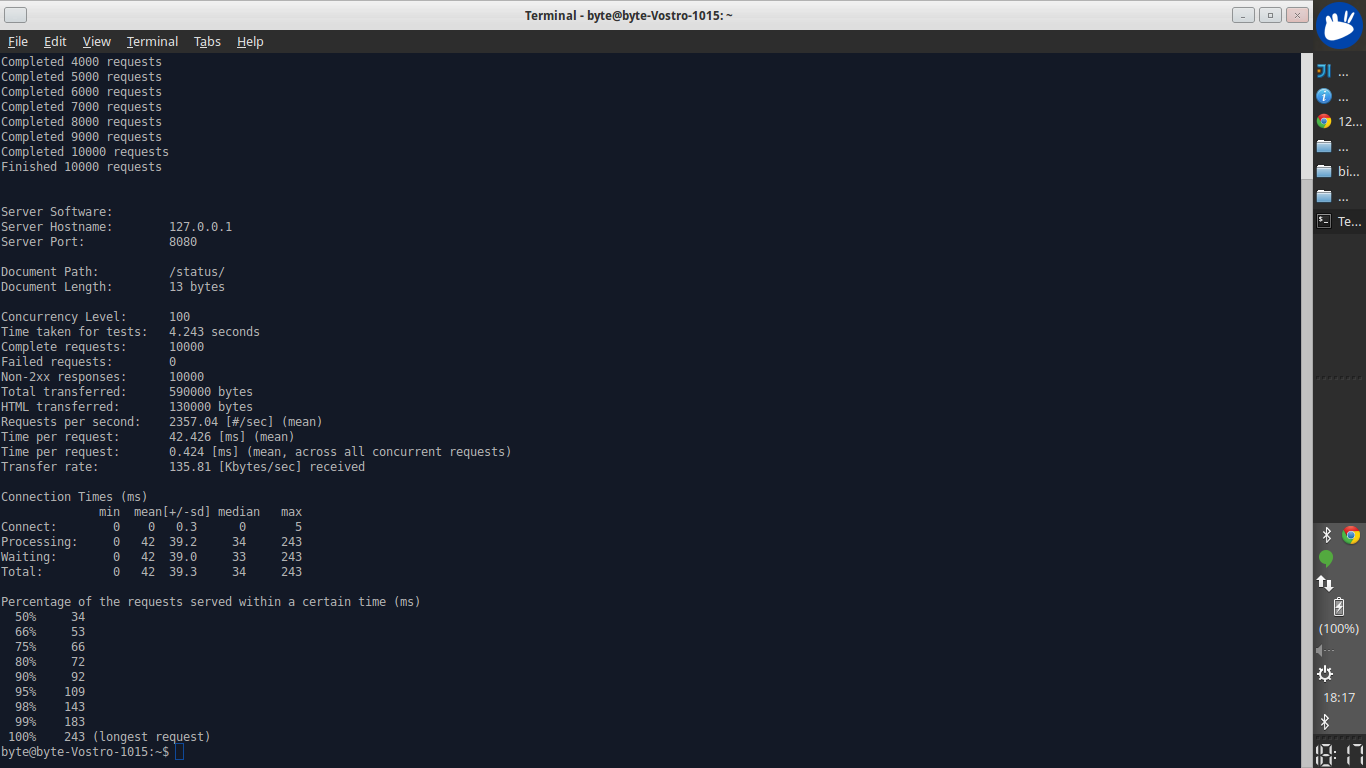 Terminal - byte@byte-Vostro-1015: ~
File Edit View Terminal Tabs Help
Completed 4000 requests
Completed 5000 requests
Completed 6000 requests
Completed 7000 requests
Completed 8000 requests
Completed 9000 requests
Completed 10000 requests
Finished 10000 requests
Server Software:
Server Hostname: 127.0.0.1
Server Port: 8080
Document Path: /status/
Document Length: 13 bytes
Concurrency Level: 100
Time taken for tests: 4.243 seconds
Complete requests: 10000
Failed requests: 0
Non-2xx responses: 10000
Total transferred: 590000 bytes
HTML transferred: 130000 bytes
Requests per second: 2357.04 [#/sec] (mean)
Time per request: 42.426 [ms] (mean)
Time per request: 0.424 [ms] (mean, across all concurrent requests)
Transfer rate: 135.81 [Kbytes/sec] received
Connection Times (ms)
min mean[+/-sd] median max
Connect: 0 0 0.3 0 5
Processing: 0 42 39.2 34 243
Waiting: 0 42 39.0 33 243
Total: 0 42 39.3 34 243
Percentage of the requests served within a certain time (ms)
50% 34
66% 53
75% 66
80% 72
90% 92
95% 109
98% 143
99% 183
100% 243 (longest request)
byte@byte-Vostro-1015:~$
...
...
12...
...
bi...
...
Te...
(100%)
18:17
18:17